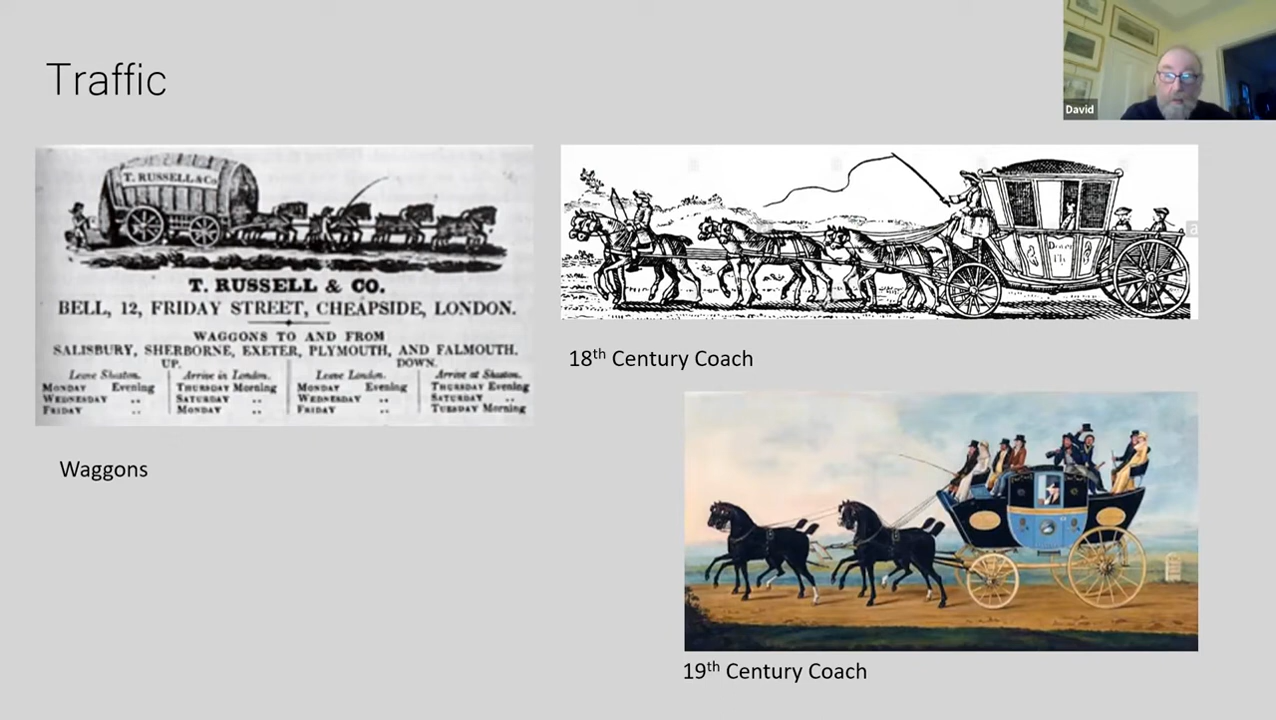 Traffic
David
T. RUSSELL & Co
T. RUSSELL & CO.
BELL, 12, FRIDAY STREET, CHEAPSIDE, LONDON.
WAGGONS TO AND FROM
SALISBURY, SHERBORNE, EXETER, PLYMOUTH, AND FALMOUTH.
UP. DOWN.
Leave Shaston. Arrive in London. Leave London. Arrive at Shaston.
MONDAY Evening THURSDAY Morning MONDAY Evening THURSDAY Evening
WEDNESDAY .. SATURDAY .. WEDNESDAY .. SATURDAY ..
FRIDAY .. MONDAY .. FRIDAY .. TUESDAY Morning
Waggons
18th Century Coach
19th Century Coach